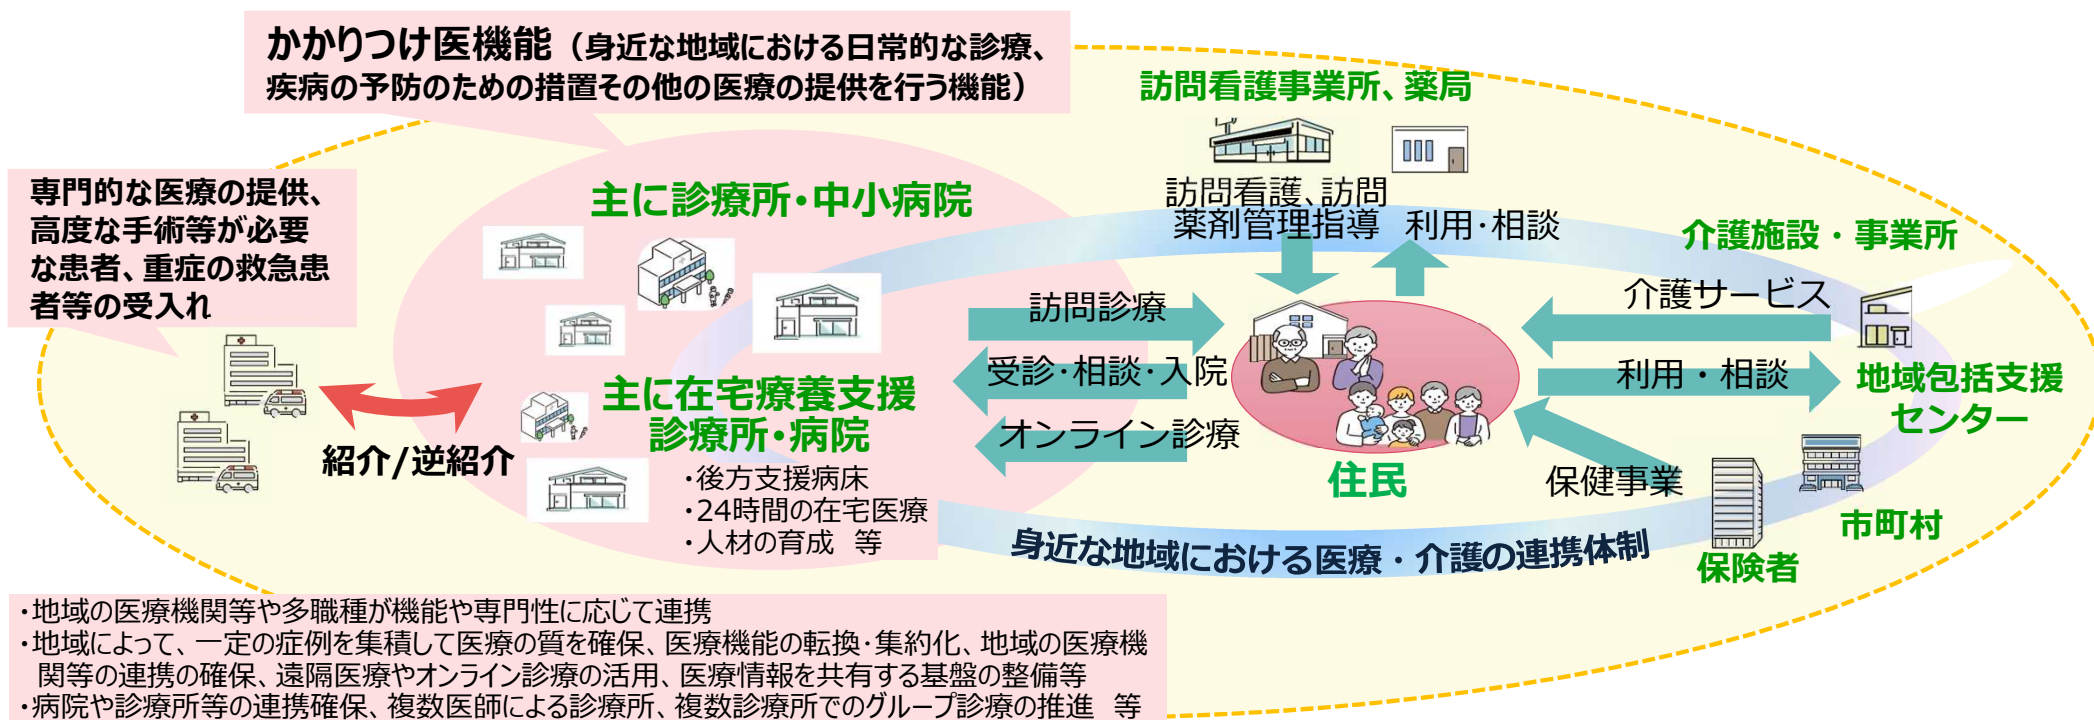 かかりつけ医機能（身近な地域における日常的な診療、
疾病の予防のための措置その他の医療の提供を行う機能）
専門的な医療の提供、
高度な手術等が必要
な患者、重症の救急患
者等の受入れ
主に診療所・中小病院
主に在宅療養支援
診療所・病院
・後方支援病床
・24時間の在宅医療
・人材の育成　等
紹介/逆紹介
訪問看護事業所、薬局
訪問看護、訪問
薬剤管理指導
利用・相談
訪問診療
受診・相談・入院
オンライン診療
住民
介護施設・事業所
介護サービス
利用・相談
地域包括支援
センター
保健事業
市町村
保険者
身近な地域における医療・介護の連携体制
・地域の医療機関等や多職種が機能や専門性に応じて連携
・地域によって、一定の症例を集積して医療の質を確保、医療機能の転換・集約化、地域の医療機
関等の連携の確保、遠隔医療やオンライン診療の活用、医療情報を共有する基盤の整備等
・病院や診療所等の連携確保、複数医師による診療所、複数診療所でのグループ診療の推進　等